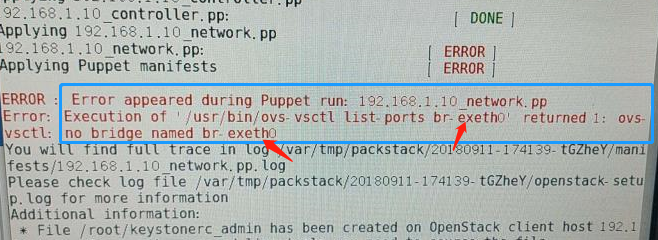 92.168.1.10_controller.pp: [ DONE ]
Applying 192.168.1.10_network.pp
192.168.1.10_network.pp: [ ERROR ]
Applying Puppet manifests [ ERROR ]
ERROR : Error appeared during Puppet run: 192.168.1.10_network.pp
Error: Execution of '/usr/bin/ovs-vsctl list-ports br-exeth0' returned 1: ovs-
vsctl: no bridge named br-exeth0
You will find full trace in log /var/tmp/packstack/20180911-174139-tGZheY/mani
fests/192.168.1.10_network.pp.log
Please check log file /var/tmp/packstack/20180911-174139-tGZheY/openstack-setu
p.log for more information
Additional information:
* File /root/keystonerc_admin has been created on OpenStack client host 192.1